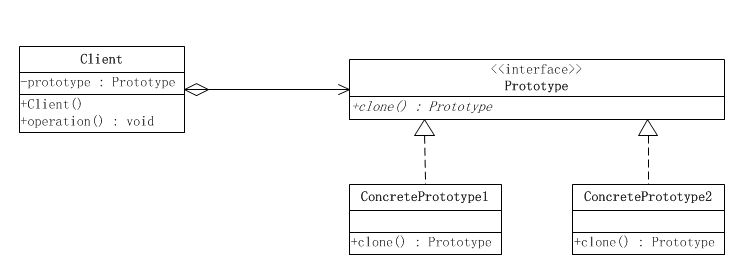 Client
-prototype : Prototype
+Client()
+operation() : void
<<interface>>
Prototype
+clone() : Prototype
ConcretePrototype1
+clone() : Prototype
ConcretePrototype2
+clone() : Prototype